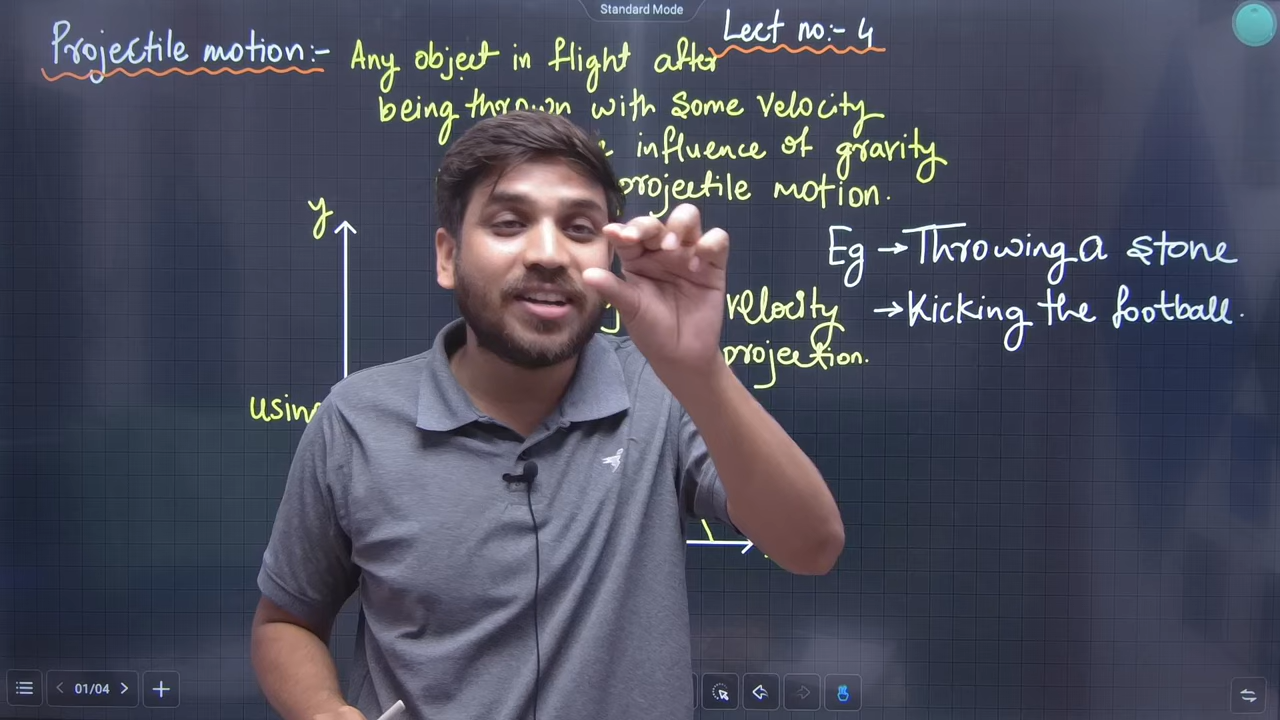 Standard Mode
Lect no:- 4
Projectile motion:- Any object in flight after
being thrown with some velocity
influence of gravity
projectile motion.
y
Eg → Throwing a stone
velocity → Kicking the football.
projection.
using
01/04